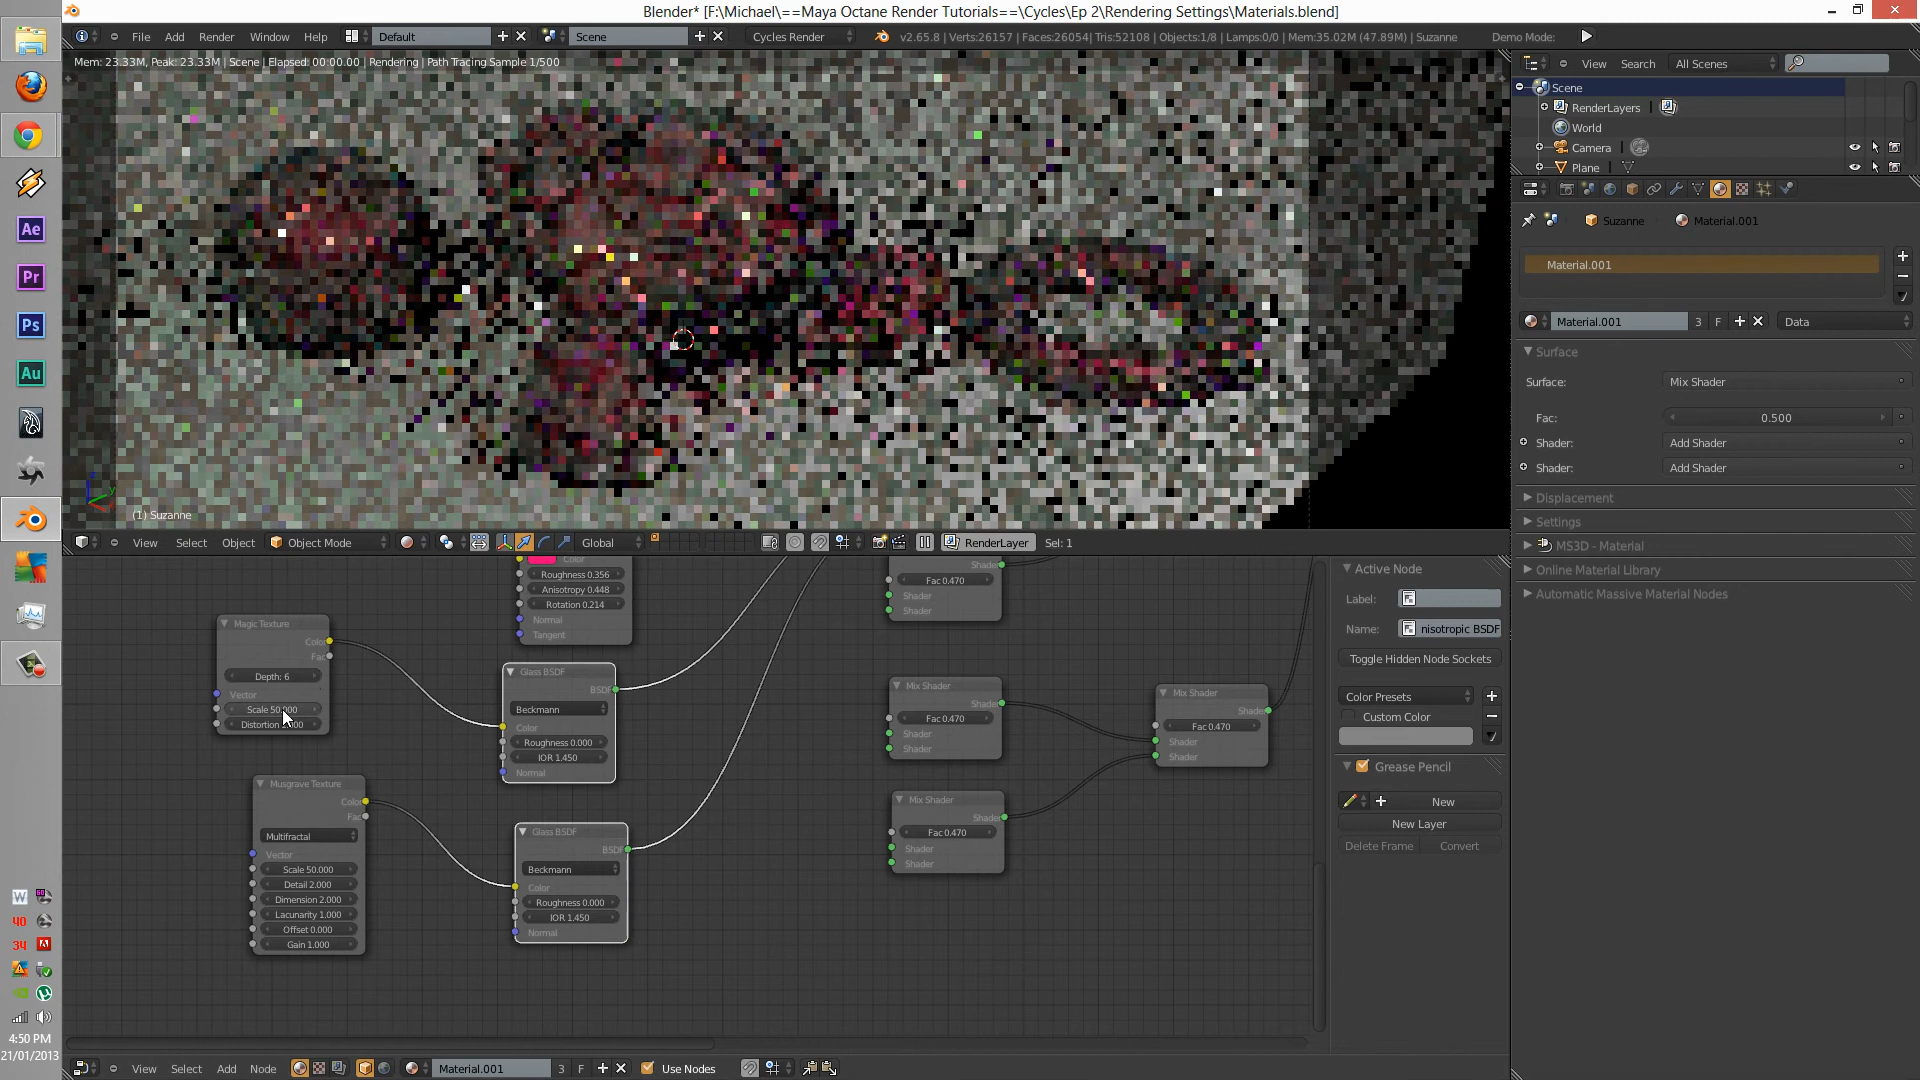 Blender* [F:\Michael\==Maya Octane Render Tutorials==\Cycles\Ep 2\Rendering Settings\Materials.blend]
File Add Render Window Help Default Scene Cycles Render v2.65.8 | Verts:26157 | Faces:26054| Tris:52108 | Objects:1/8 | Lamps:0/0 | Mem:35.02M (47.89M) | Suzanne Demo Mode:
Mem: 23.33M, Peak: 23.33M | Scene | Elapsed: 00:00.00 | Rendering | Path Tracing Sample 1/500
(1) Suzanne
View Select Object Object Mode Global RenderLayer Sel: 1
View Search All Scenes
Scene
RenderLayers
World
Camera
Plane
Suzanne Material.001
Material.001
Material.001 3 F Data
Surface
Surface: Mix Shader
Fac: 0.500
Shader: Add Shader
Shader: Add Shader
Displacement
Settings
MS3D - Material
Online Material Library
Automatic Massive Material Nodes
Color
Roughness 0.356
Anisotropy 0.448
Rotation 0.214
Normal
Tangent
Magic Texture
Color
Fac
Depth: 6
Vector
Scale 50.000
Musgrave Texture
Color
Fac
Multifractal
Vector
Scale 50.000
Detail 2.000
Dimension 2.000
Lacunarity 1.000
Offset 0.000
Gain 1.000
Glass BSDF
BSDF
Beckmann
Color
Roughness 0.000
IOR 1.450
Normal
Glass BSDF
BSDF
Beckmann
Color
Roughness 0.000
IOR 1.450
Normal
Shader
Fac 0.470
Shader
Shader
Mix Shader
Shader
Fac 0.470
Shader
Shader
Mix Shader
Shader
Fac 0.470
Shader
Shader
Mix Shader
Shader
Fac 0.470
Shader
Shader
Active Node
Label:
Name: nisotropic BSDF
Toggle Hidden Node Sockets
Color Presets
Custom Color
Grease Pencil
New
New Layer
Delete Frame Convert
View Select Add Node Material.001 3 F Use Nodes
Ae
Pr
Ps
Au
4:50 PM
21/01/2013